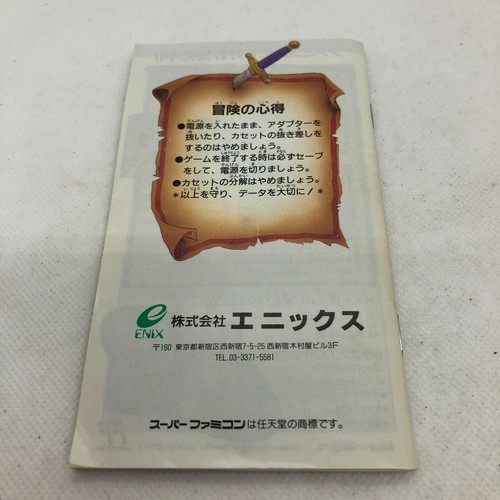 冒険の心得
●電源を入れたまま、アダプターを
抜いたり、カセットの抜き差しを
するのはやめましょう。
●ゲームを終了する時は必ずセーブ
をして、電源を切りましょう。
●カセットの分解はやめましょう。
*以上を守り、データを大切に!*
ENIX
株式会社 エニックス
〒160 東京都新宿区西新宿7-5-25 西新宿木村屋ビル3F
TEL.03-3371-5581
スーパーファミコンは任天堂の商標です。